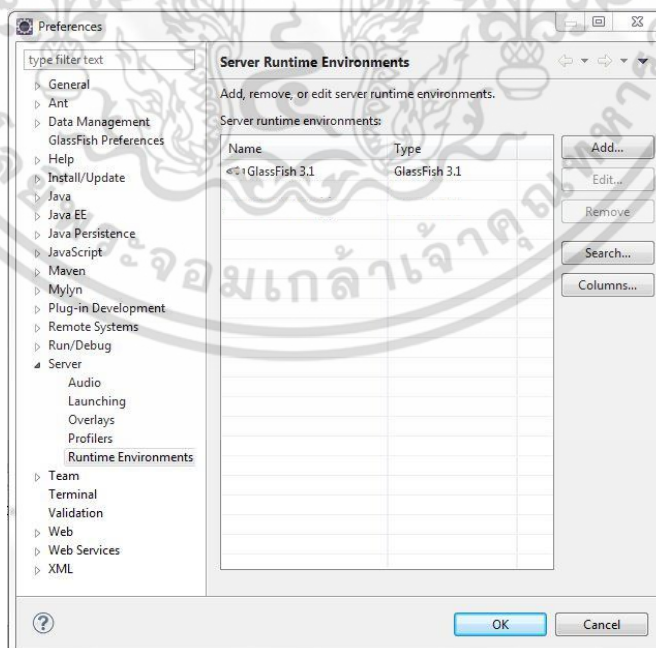 Preferences
type filter text
General
Ant
Data Management
GlassFish Preferences
Help
Install/Update
Java
Java EE
Java Persistence
JavaScript
Maven
Mylyn
Plug-in Development
Remote Systems
Run/Debug
Server
Audio
Launching
Overlays
Profilers
Runtime Environments
Team
Terminal
Validation
Web
Web Services
XML
Server Runtime Environments
Add, remove, or edit server runtime environments.
Server runtime environments:
Name Type
GlassFish 3.1 GlassFish 3.1
Add...
Edit...
Remove
Search...
Columns...
OK Cancel